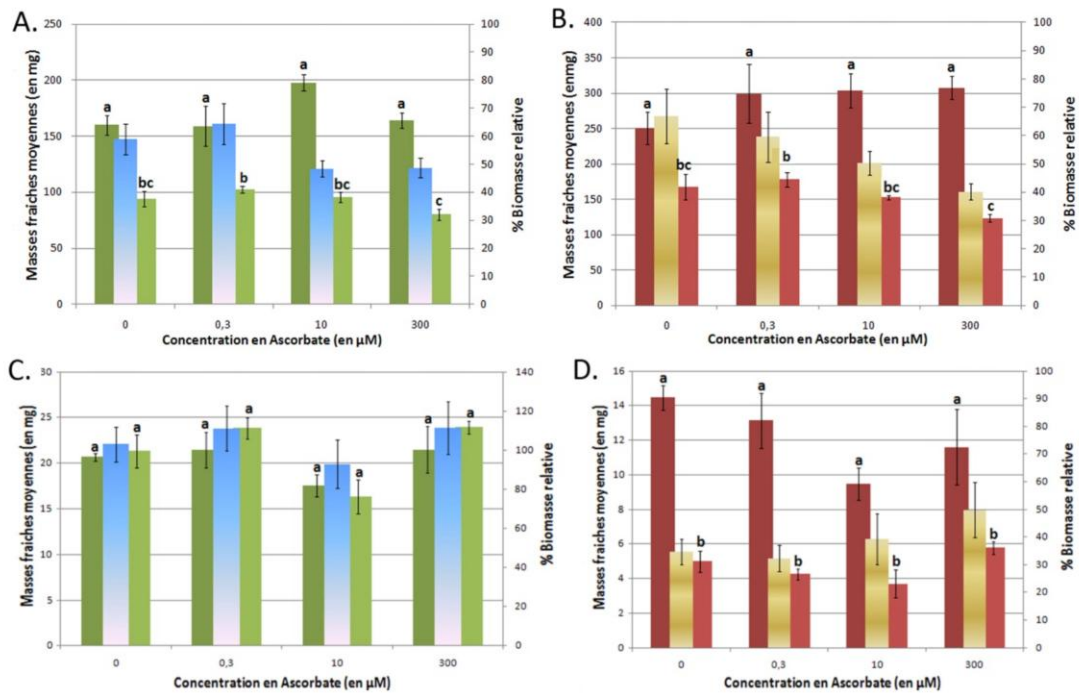 A.
Masses fraiches moyennes (en mg)
250
200
150
100
50
0
a
bc
a
b
a
bc
a
c
100
90
80
70
60
50
40
30
20
10
0
% Biomasse relative
0
0,3
10
300
Concentration en Ascorbate (en µM)
B.
Masses fraiches moyennes (enmg)
400
350
300
250
200
150
100
50
0
a
bc
a
b
a
bc
a
c
100
90
80
70
60
50
40
30
20
10
0
% Biomasse relative
0
0,3
10
300
Concentration en Ascorbate (en µM)
C.
Masses fraiches moyennes (en mg)
30
25
20
15
10
5
0
a
a
a
a
a
a
a
a
140
120
100
80
60
40
20
0
% Biomasse relative
0
0,3
10
300
Concentration en Ascorbate (en µM)
D.
Masses fraiches moyennes (en mg)
16
14
12
10
8
6
4
2
0
a
b
a
b
a
b
a
b
100
90
80
70
60
50
40
30
20
10
0
% Biomasse relative
0
0,3
10
300
Concentration en Ascorbate (en µM)